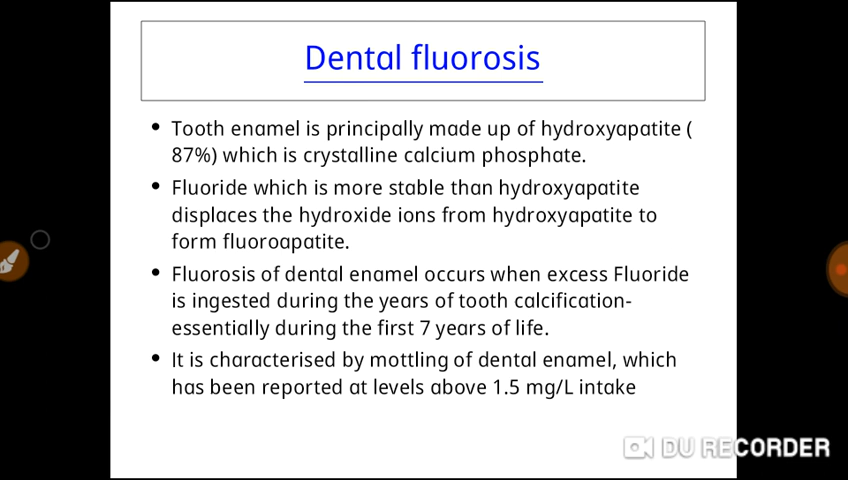 Dental fluorosis
• Tooth enamel is principally made up of hydroxyapatite (
87%) which is crystalline calcium phosphate.
• Fluoride which is more stable than hydroxyapatite
displaces the hydroxide ions from hydroxyapatite to
form fluoroapatite.
• Fluorosis of dental enamel occurs when excess Fluoride
is ingested during the years of tooth calcification-
essentially during the first 7 years of life.
• It is characterised by mottling of dental enamel, which
has been reported at levels above 1.5 mg/L intake
DU RECORDER